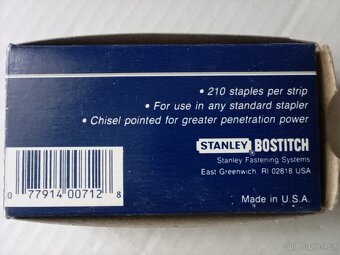 • 210 staples per strip
• For use in any standard stapler
• Chisel pointed for greater penetration power
STANLEY BOSTITCH
Stanley Fastening Systems
East Greenwich, RI 02818 USA
0 77914 00712 8
Made in U.S.A.